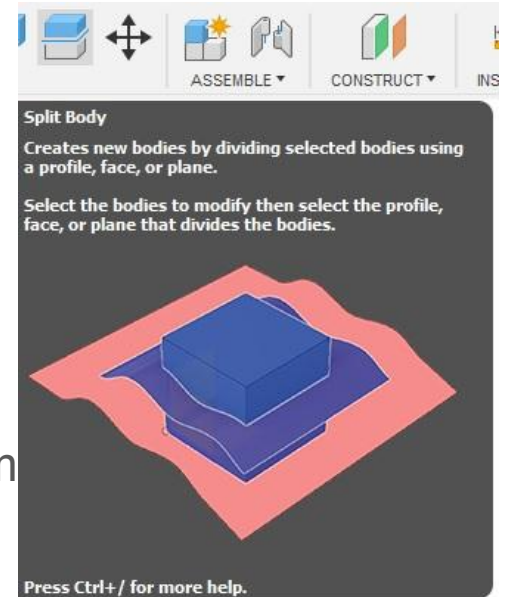 ASSEMBLE ▾ CONSTRUCT ▾ INS
Split Body
Creates new bodies by dividing selected bodies using
a profile, face, or plane.
Select the bodies to modify then select the profile,
face, or plane that divides the bodies.
Press Ctrl+/ for more help.